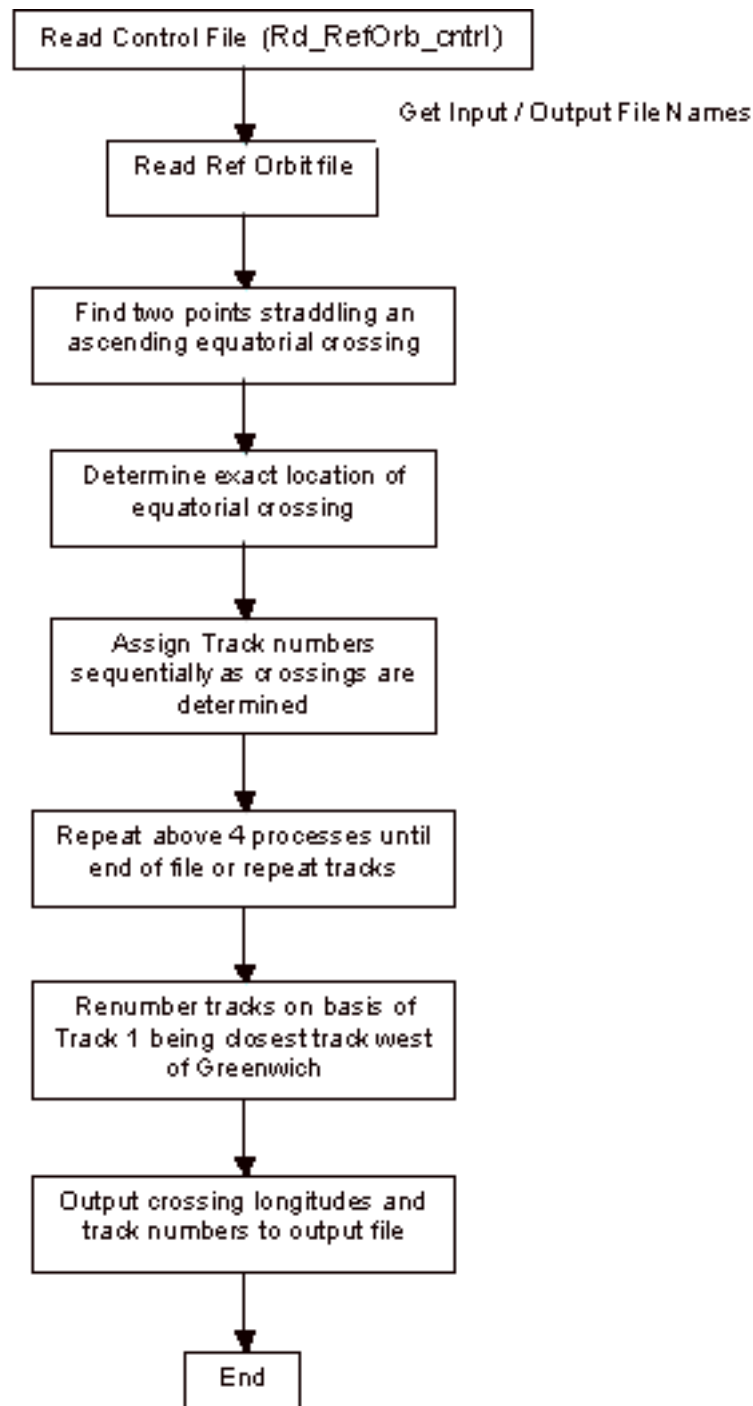 Read Control File (Rd_RefOrb_cntrl)
Get Input / Output File Names
Read Ref Orbit file
Find two points straddling an
ascending equatorial crossing
Determine exact location of
equatorial crossing
Assign Track numbers
sequentially as crossings are
determined
Repeat above 4 processes until
end of file or repeat tracks
Renumber tracks on basis of
Track 1 being closest track west
of Greenwich
Output crossing longitudes and
track numbers to output file
End